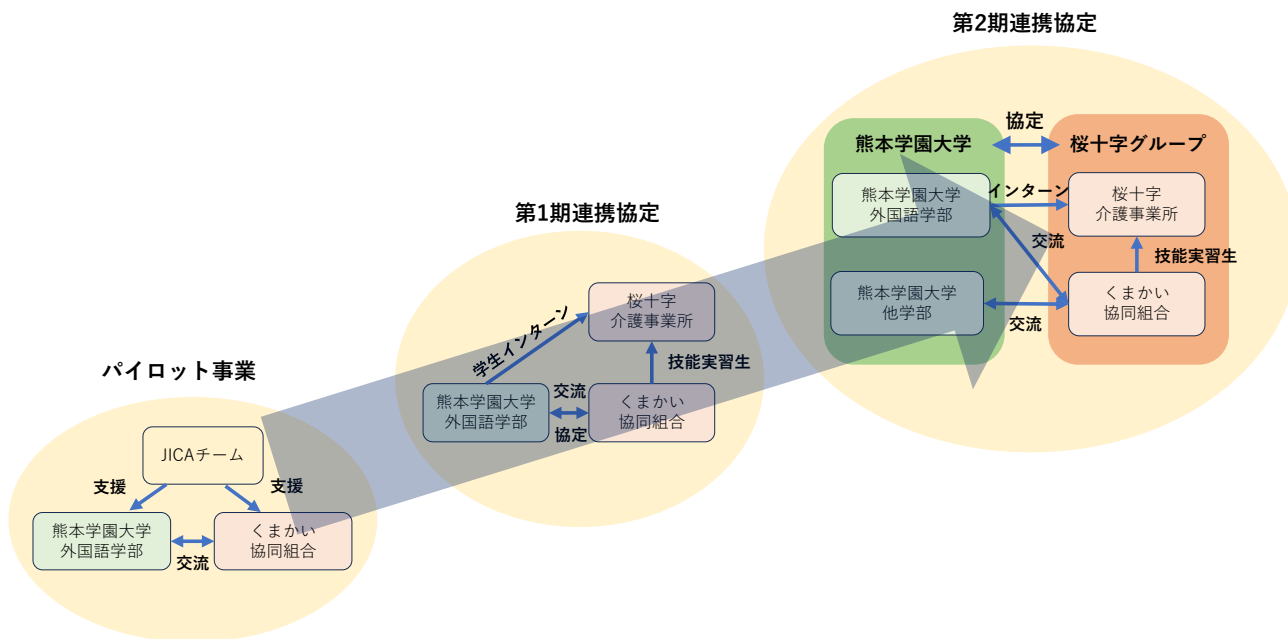 第2期連携協定
協定
熊本学園大学
桜十字グループ
熊本学園大学
外国語学部
インターン
桜十字
介護事業所
交流
技能実習生
熊本学園大学
他学部
くまかい
協同組合
交流
第1期連携協定
桜十字
介護事業所
学生インターン
技能実習生
熊本学園大学
外国語学部
交流
協定
くまかい
協同組合
パイロット事業
JICAチーム
支援
支援
熊本学園大学
外国語学部
交流
くまかい
協同組合